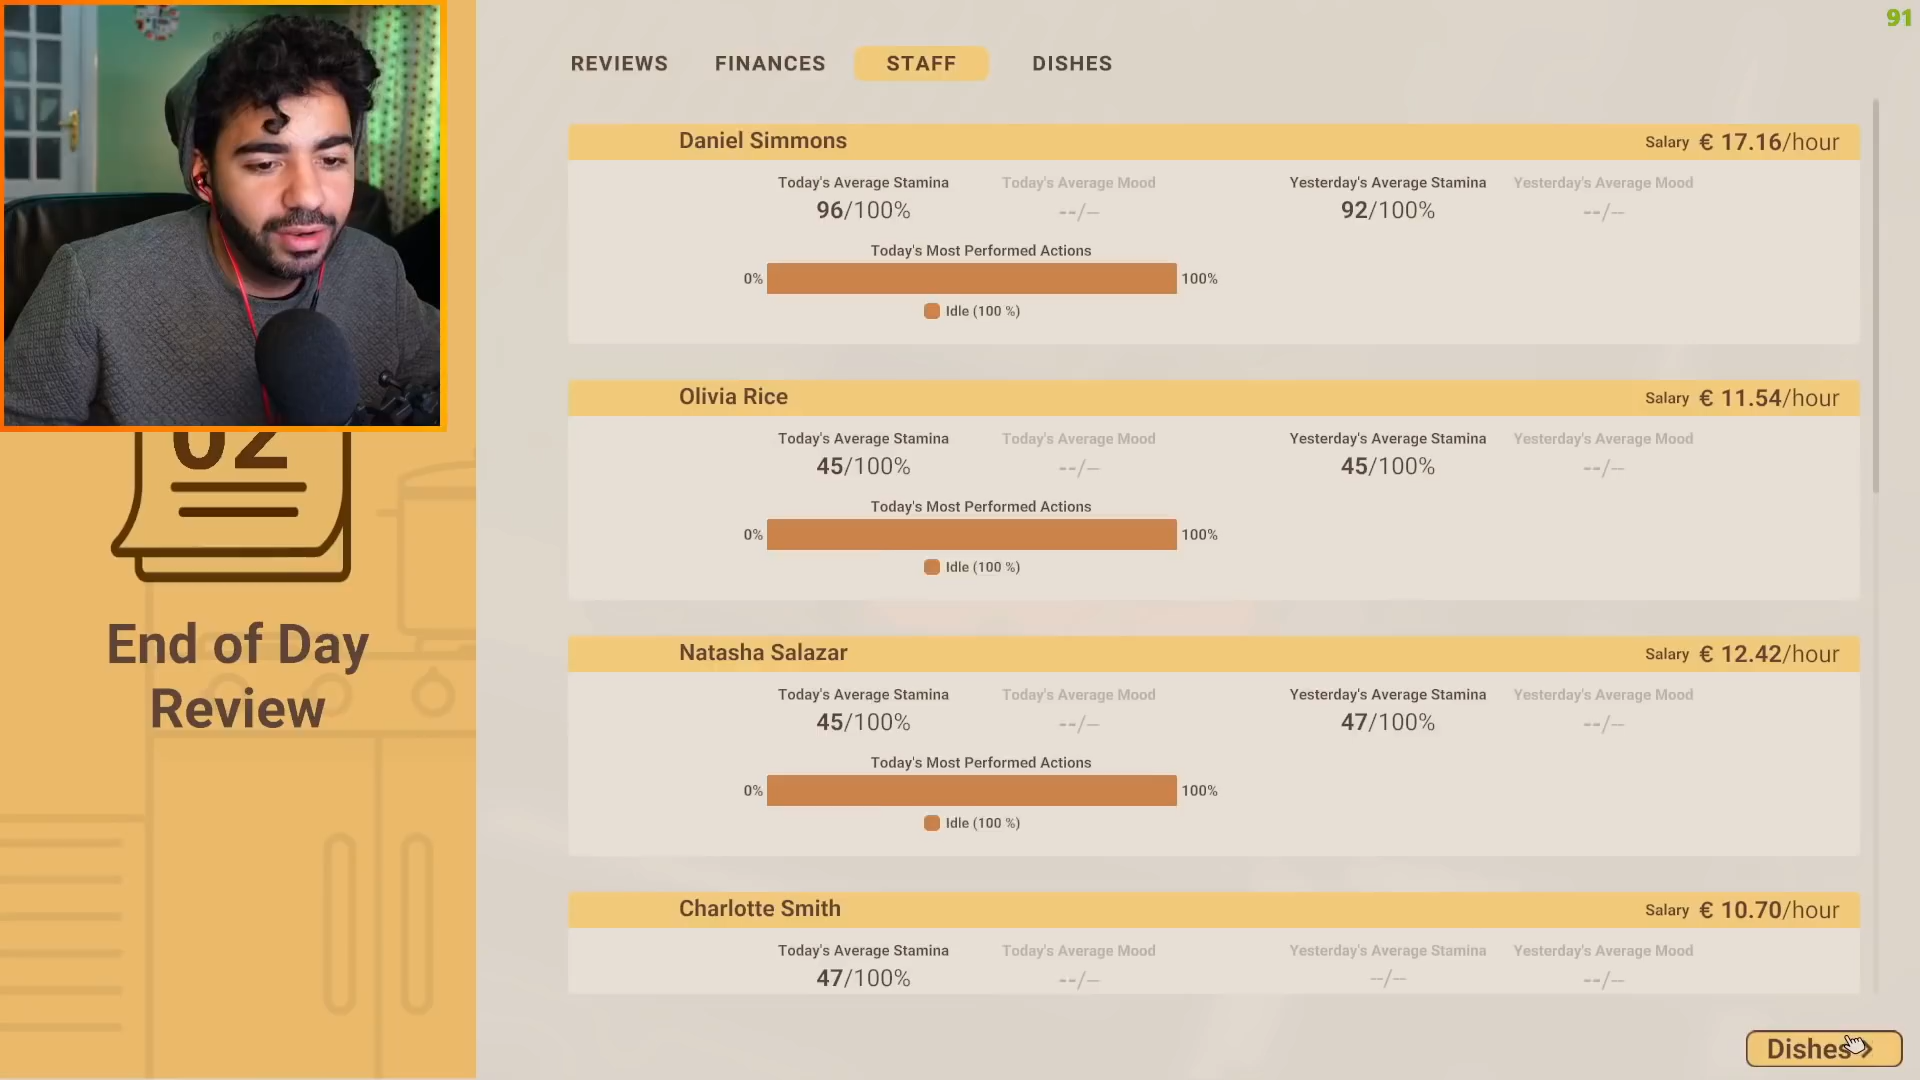 91
REVIEWS FINANCES STAFF DISHES
Daniel Simmons Salary € 17.16/hour
Today's Average Stamina Today's Average Mood Yesterday's Average Stamina Yesterday's Average Mood
96/100% --/-- 92/100% --/--
Today's Most Performed Actions
0% 100%
Idle (100 %)
Olivia Rice Salary € 11.54/hour
Today's Average Stamina Today's Average Mood Yesterday's Average Stamina Yesterday's Average Mood
45/100% --/-- 45/100% --/--
Today's Most Performed Actions
0% 100%
Idle (100 %)
Natasha Salazar Salary € 12.42/hour
Today's Average Stamina Today's Average Mood Yesterday's Average Stamina Yesterday's Average Mood
45/100% --/-- 47/100% --/--
Today's Most Performed Actions
0% 100%
Idle (100 %)
Charlotte Smith Salary € 10.70/hour
Today's Average Stamina Today's Average Mood Yesterday's Average Stamina Yesterday's Average Mood
47/100% --/-- --/-- --/--
02
End of Day
Review
Dishes >